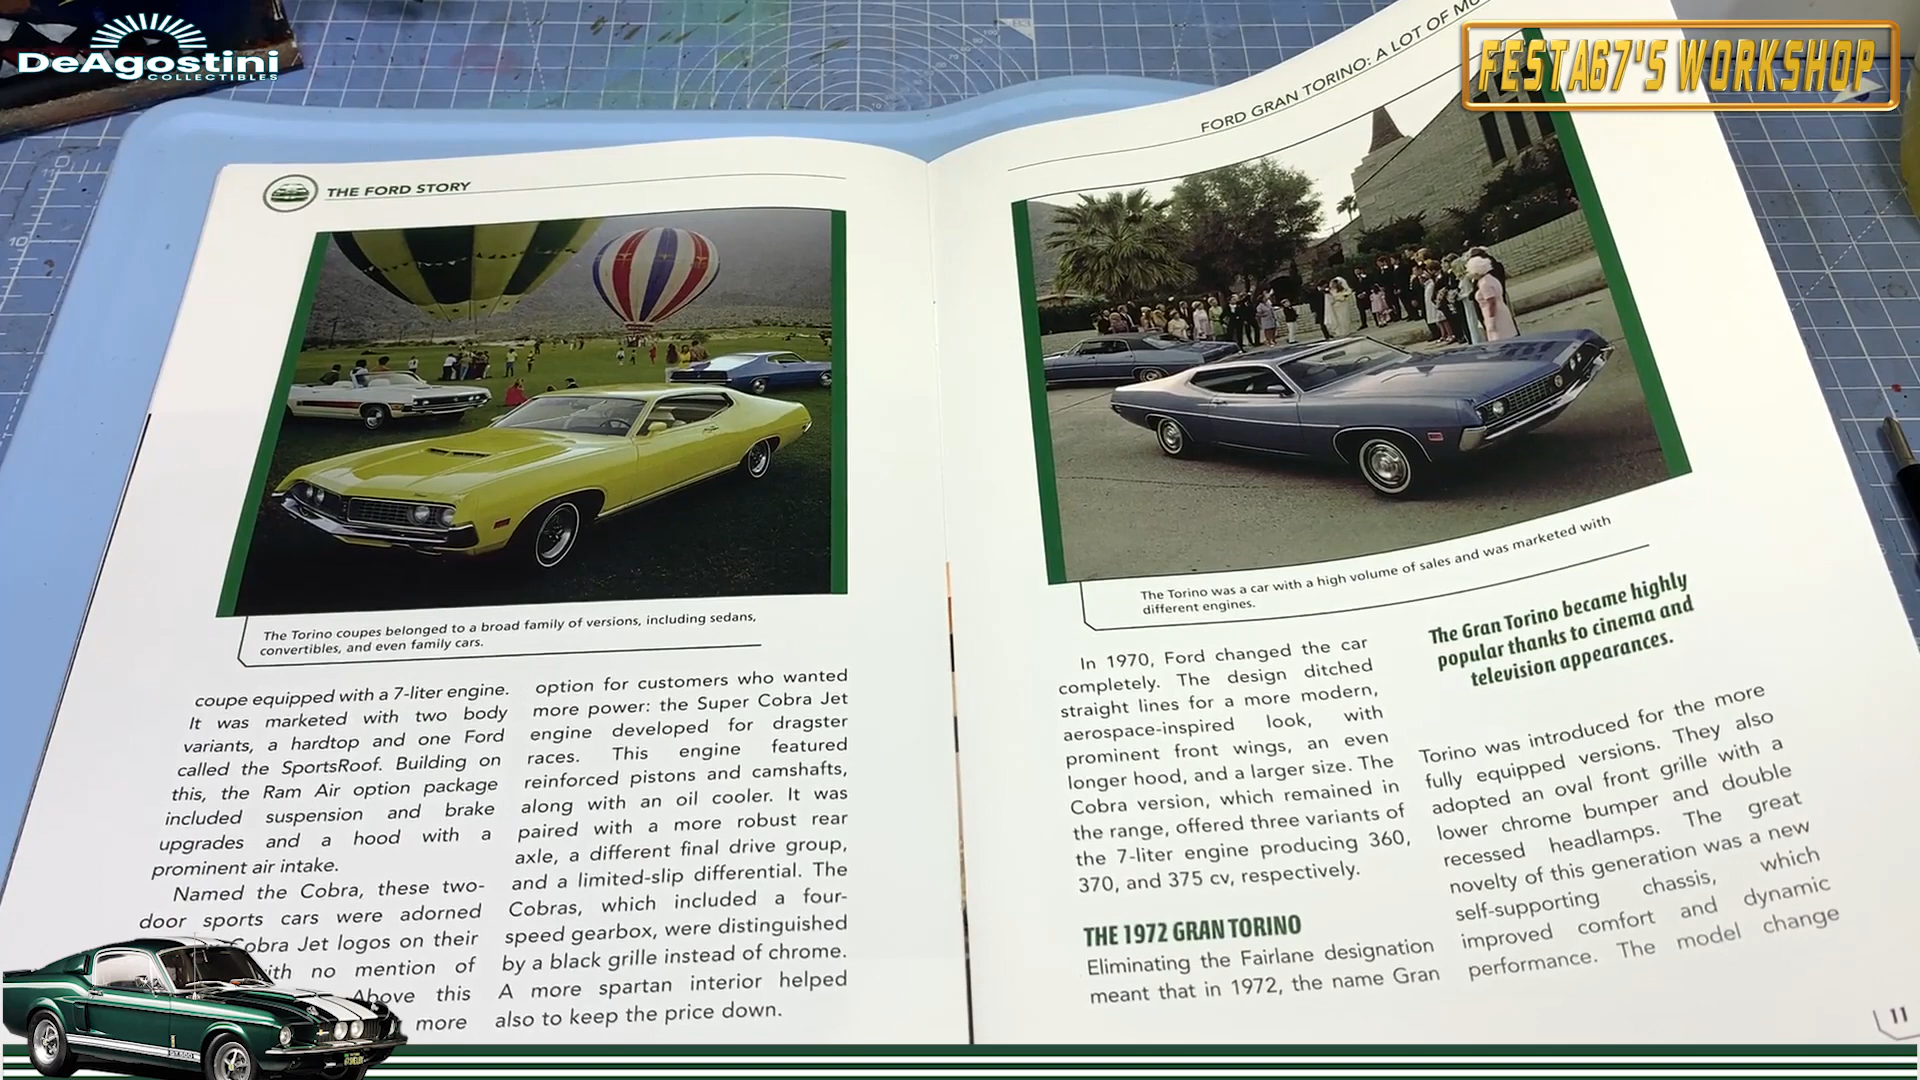 DeAgostini
COLLECTIBLES
FESTA67'S WORKSHOP
THE FORD STORY
The Torino coupes belonged to a broad family of versions, including sedans,
convertibles, and even family cars.
coupe equipped with a 7-liter engine.
It was marketed with two body
variants, a hardtop and one Ford
called the SportsRoof. Building on
this, the Ram Air option package
included suspension and brake
upgrades and a hood with a
prominent air intake.
Named the Cobra, these two-
door sports cars were adorned
Cobra Jet logos on their
with no mention of
Above this
more
option for customers who wanted
more power: the Super Cobra Jet
engine developed for dragster
races. This engine featured
reinforced pistons and camshafts,
along with an oil cooler. It was
paired with a more robust rear
axle, a different final drive group,
and a limited-slip differential. The
Cobras, which included a four-
speed gearbox, were distinguished
by a black grille instead of chrome.
A more spartan interior helped
also to keep the price down.
FORD GRAN TORINO: A LOT OF
The Torino was a car with a high volume of sales and was marketed with
different engines.
In 1970, Ford changed the car
completely. The design ditched
straight lines for a more modern,
aerospace-inspired look, with
prominent front wings, an even
longer hood, and a larger size. The
Cobra version, which remained in
the range, offered three variants of
the 7-liter engine producing 360,
370, and 375 cv, respectively.
THE 1972 GRAN TORINO
Eliminating the Fairlane designation
meant that in 1972, the name Gran
The Gran Torino became highly
popular thanks to cinema and
television appearances.
Torino was introduced for the more
fully equipped versions. They also
adopted an oval front grille with a
lower chrome bumper and double
recessed headlamps. The great
novelty of this generation was a new
self-supporting chassis, which
improved comfort and dynamic
performance. The model change
11
GT500